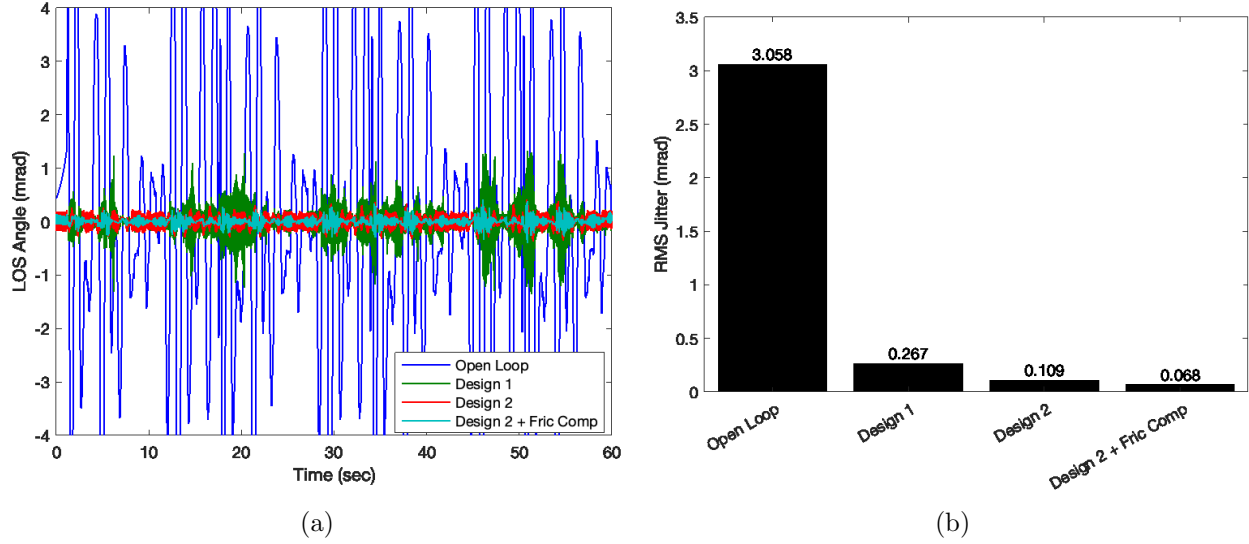 4
3
2
1
0
-1
-2
-3
-4
LOS Angle (mrad)
0
10
20
30
40
50
60
Time (sec)
Open Loop
Design 1
Design 2
Design 2 + Fric Comp
(a)
3.5
3
2.5
2
1.5
1
0.5
0
RMS Jitter (mrad)
3.058
0.267
0.109
0.068
Open Loop
Design 1
Design 2
Design 2 + Fric Comp
(b)